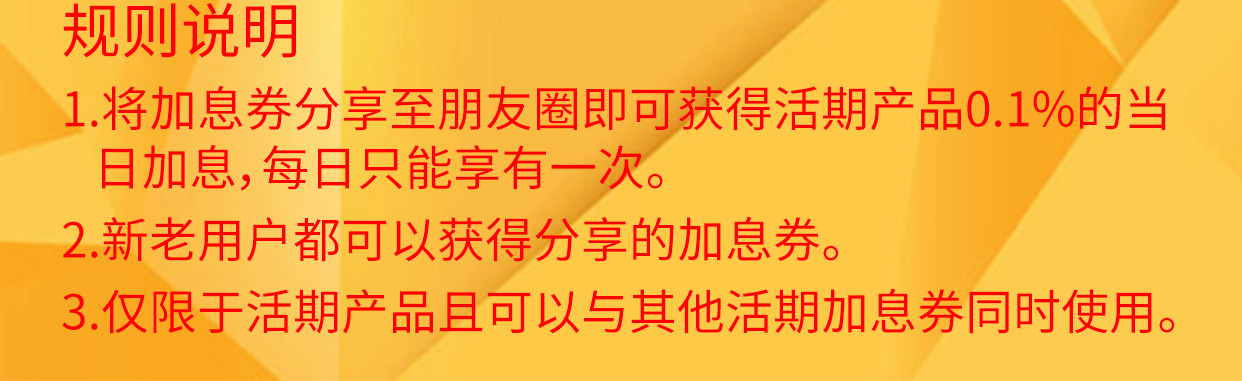 规则说明
1.将加息券分享至朋友圈即可获得活期产品0.1%的当
日加息，每日只能享有一次。
2.新老用户都可以获得分享的加息券。
3.仅限于活期产品且可以与其他活期加息券同时使用。